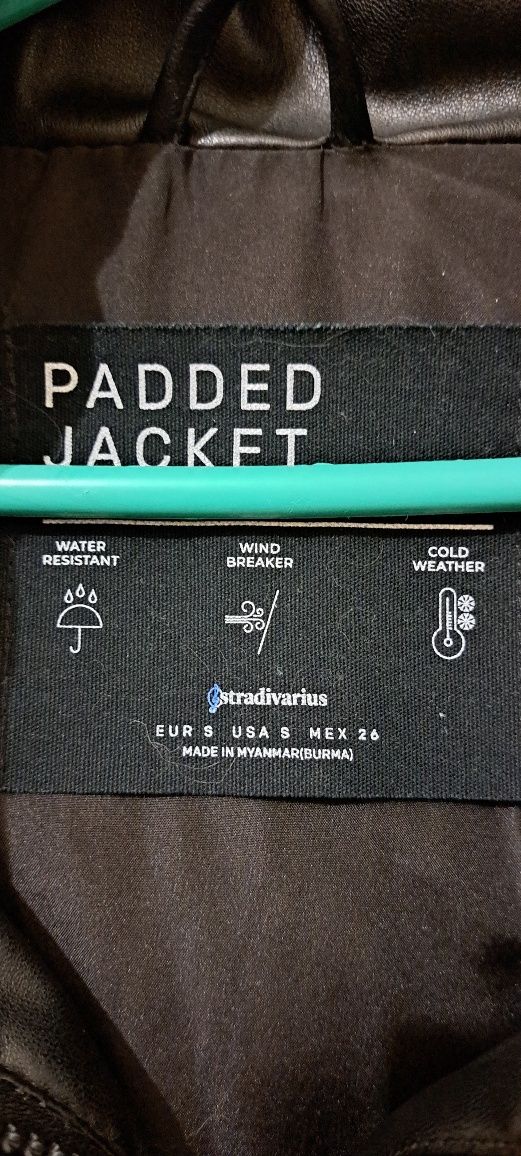 PADDED
JACKET
WATER
RESISTANT
WIND
BREAKER
COLD
WEATHER
stradivarius
EUR S USA S MEX 26
MADE IN MYANMAR(BURMA)